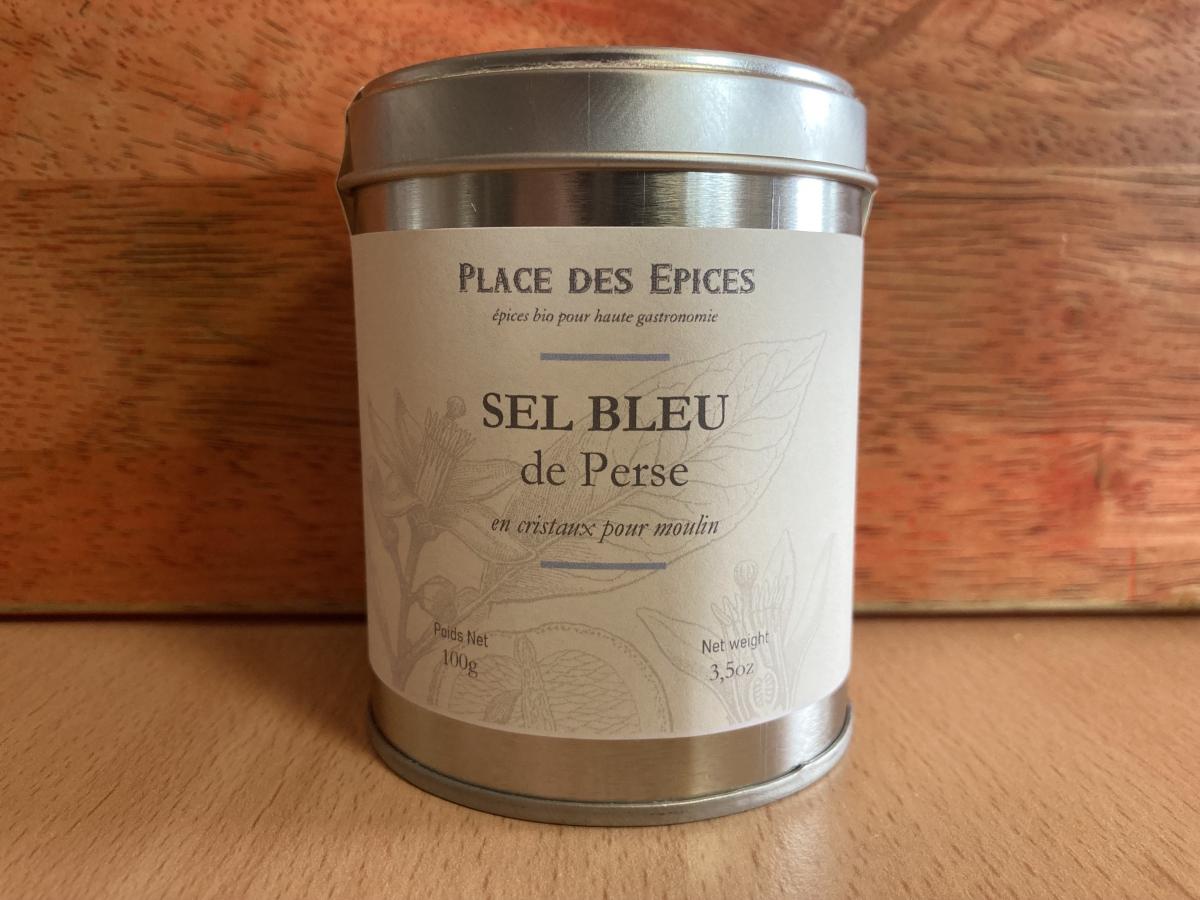 PLACE DES EPICES
épices bio pour haute gastronomie
SEL BLEU
de Perse
en cristaux pour moulin
Poids Net
100g
Net weight
3,5oz